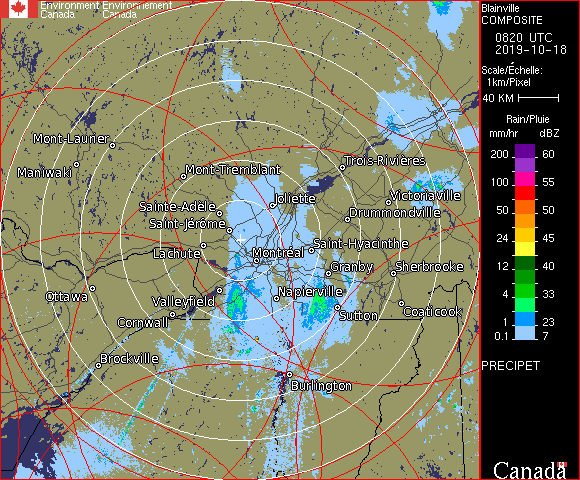 Environment Environnement
Canada Canada
Blainville
COMPOSITE
0820 UTC
2019-10-18
Scale/Échelle:
1km/Pixel
40 KM
Rain/Pluie
mm/hr dBZ
200 60
100 55
50 50
24 45
12 40
4 33
1 23
0.1 7
PRECIPET
Canada
Mont-Laurier
Maniwaki
Mont-Tremblant
Trois-Rivières
Joliette
Victoriaville
Sainte-Adèle
Drummondville
Saint-Jérôme
Saint-Hyacinthe
Lachute
Montréal
Granby
Sherbrooke
Ottawa
Valleyfield
Napierville
Cornwall
Sutton
Coaticook
Brockville
Burlington